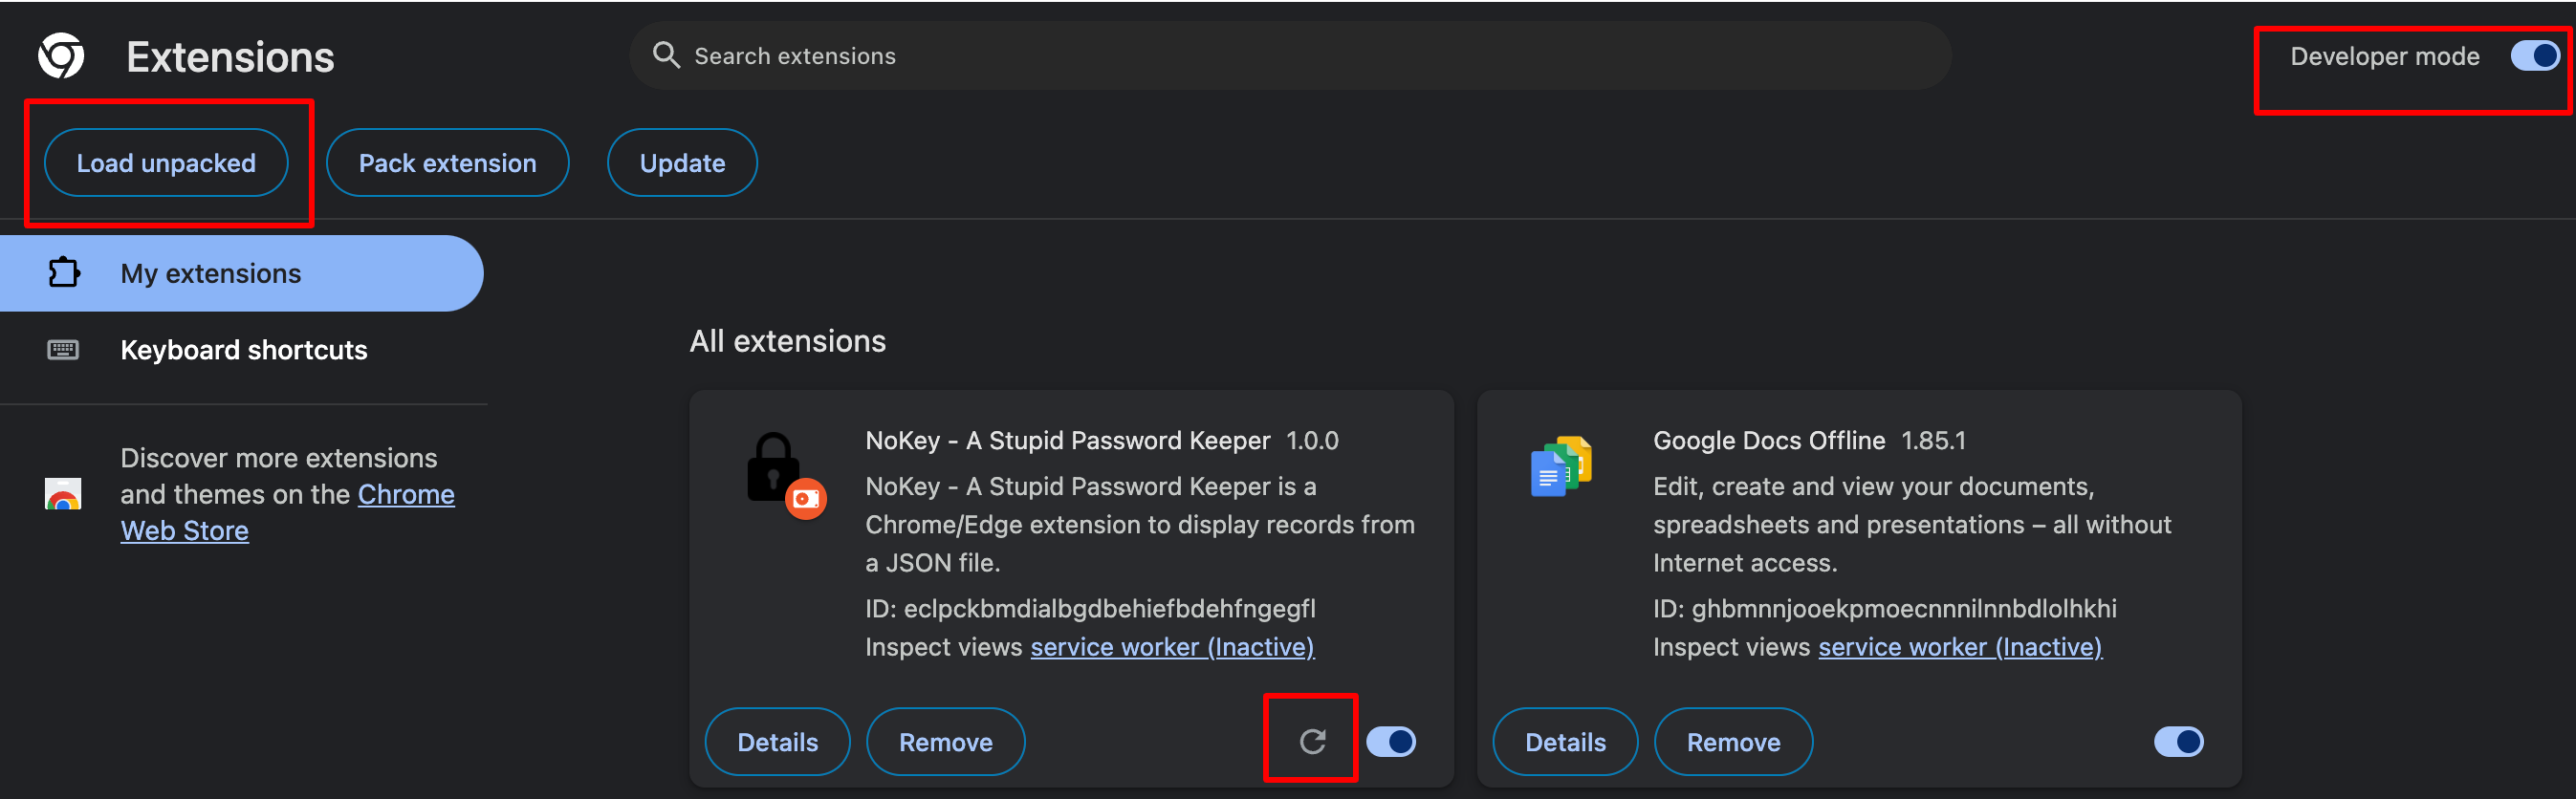 Extensions
Search extensions
Developer mode
Load unpacked
Pack extension
Update
My extensions
Keyboard shortcuts
Discover more extensions
and themes on the Chrome
Web Store
All extensions
NoKey - A Stupid Password Keeper 1.0.0
NoKey - A Stupid Password Keeper is a
Chrome/Edge extension to display records from
a JSON file.
ID: eclpckbmdialbgdbehiefbdehfngegfl
Inspect views service worker (Inactive)
Details
Remove
Google Docs Offline 1.85.1
Edit, create and view your documents,
spreadsheets and presentations – all without
Internet access.
ID: ghbmnnjooekpmoecnnnilnnbdlolhkhi
Inspect views service worker (Inactive)
Details
Remove